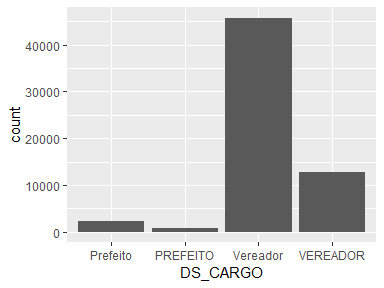 40000
30000
20000
10000
0
count
Prefeito PREFEITO Vereador VEREADOR
DS_CARGO